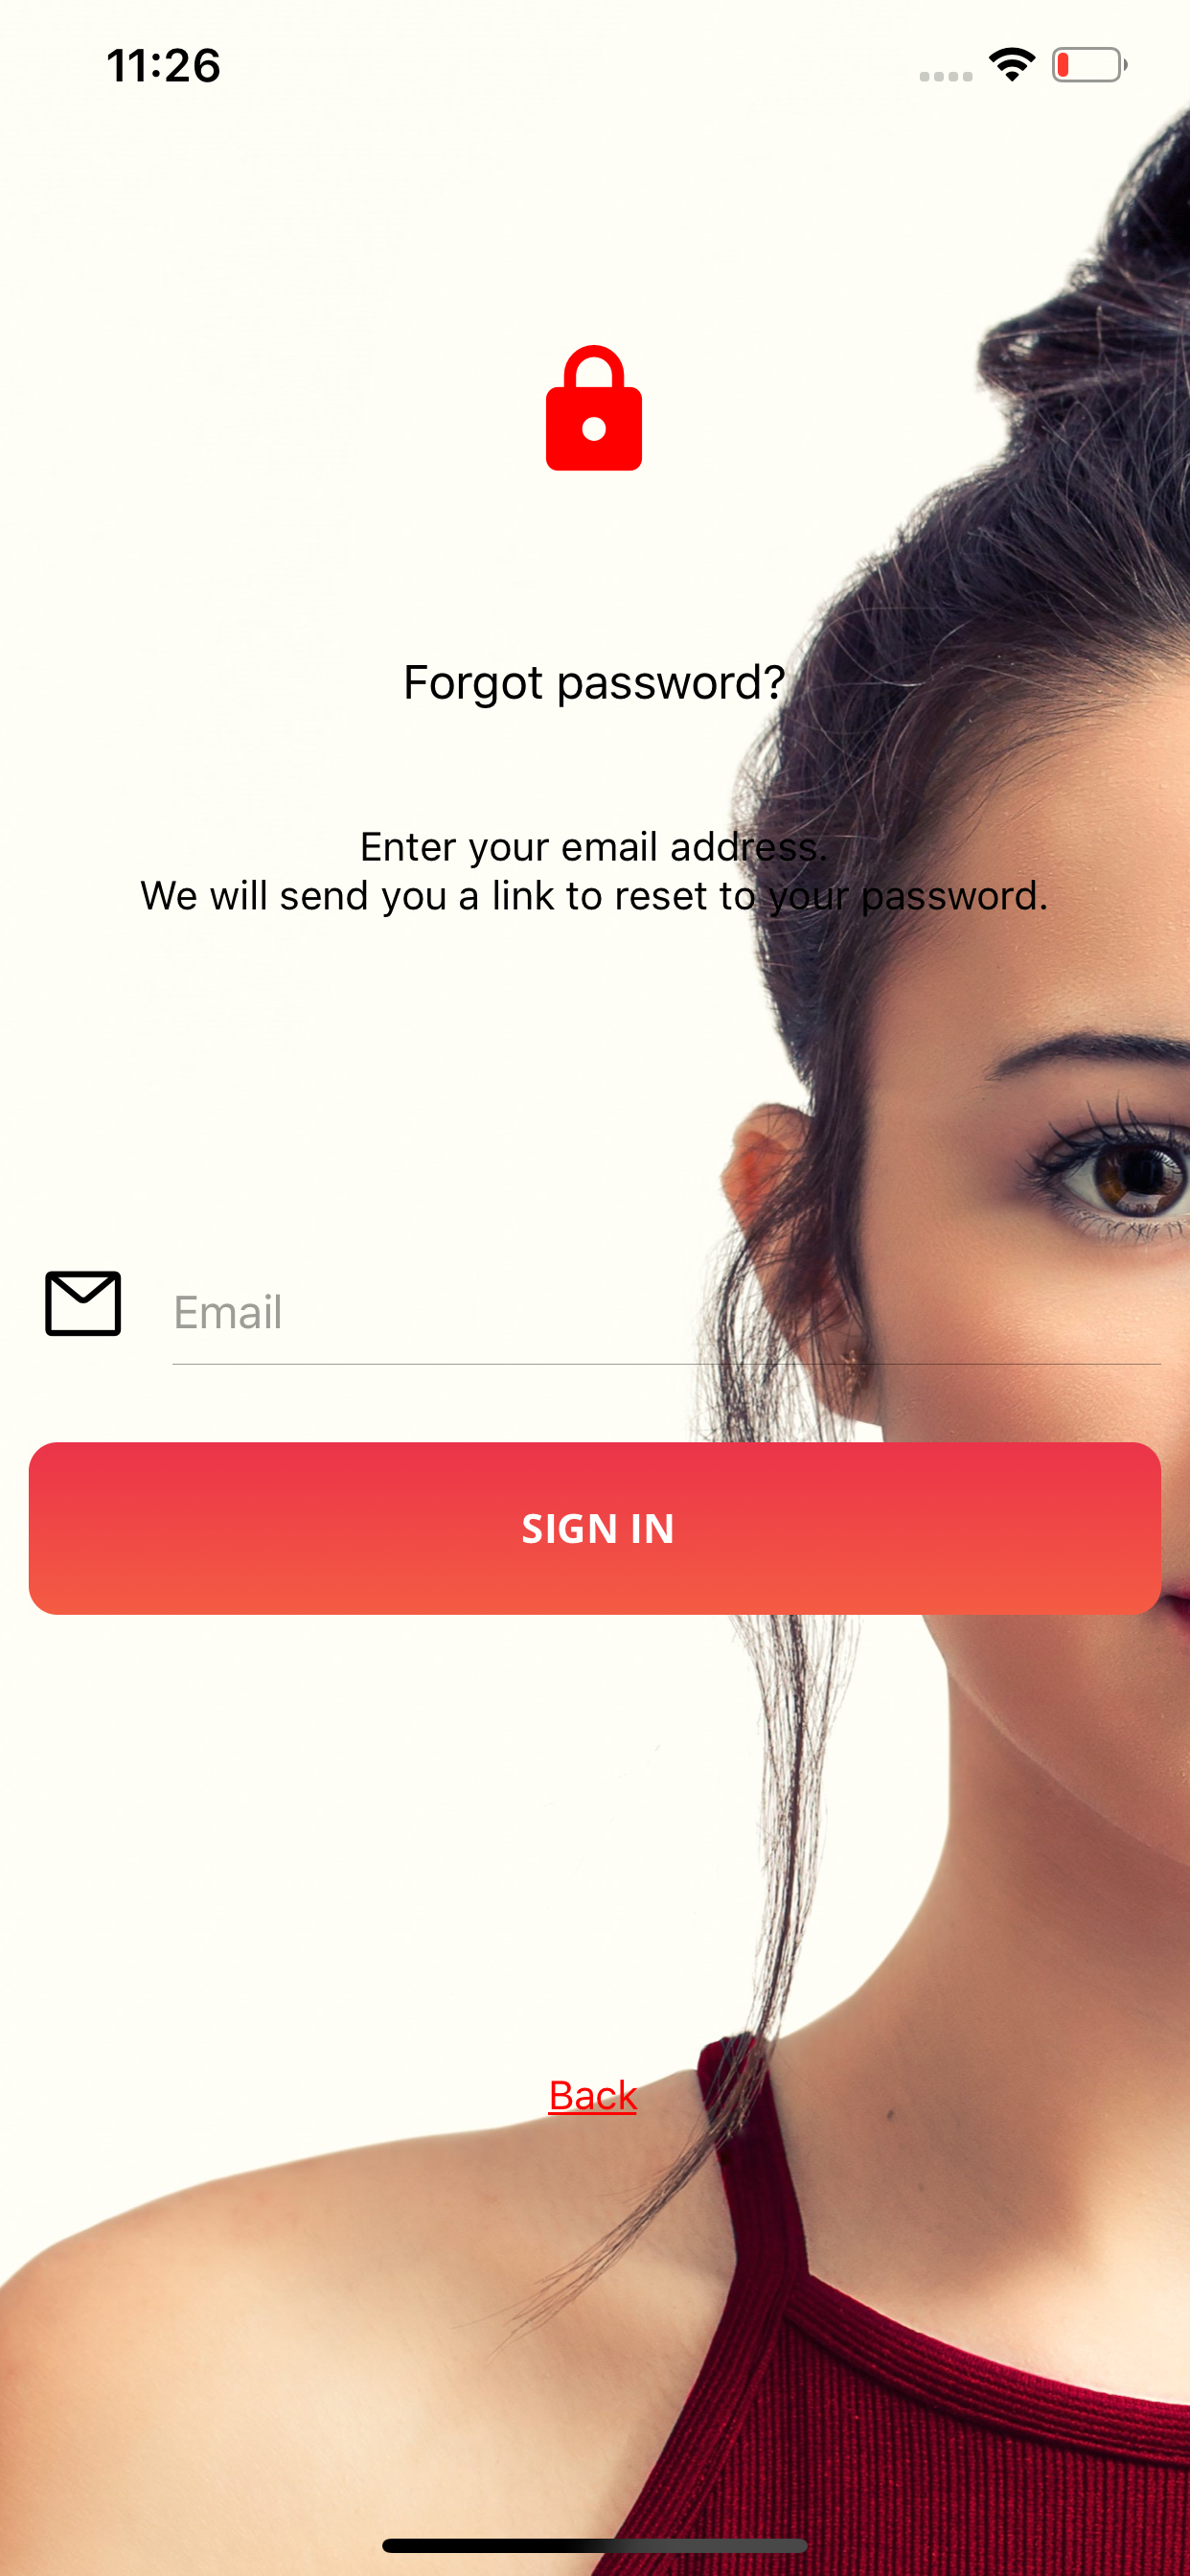 11:26
Forgot password?
Enter your email address.
We will send you a link to reset to your password.
Email
SIGN IN
Back